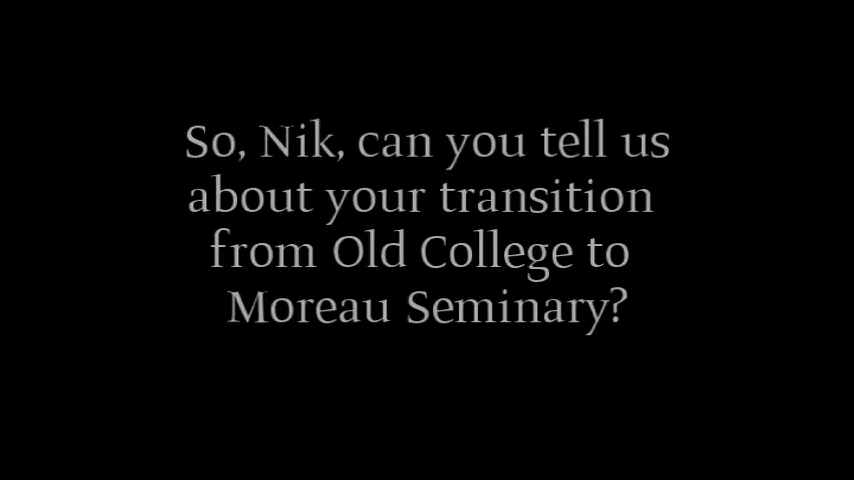 So, Nik, can you tell us
about your transition
from Old College to
Moreau Seminary?